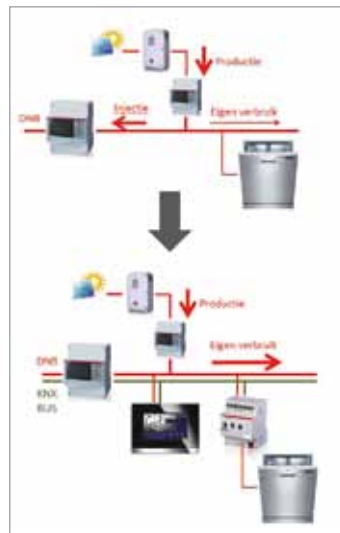 Productie
Injectie
Eigen verbruik
DNB
Productie
Eigen verbruik
DNB
KNX
BUS